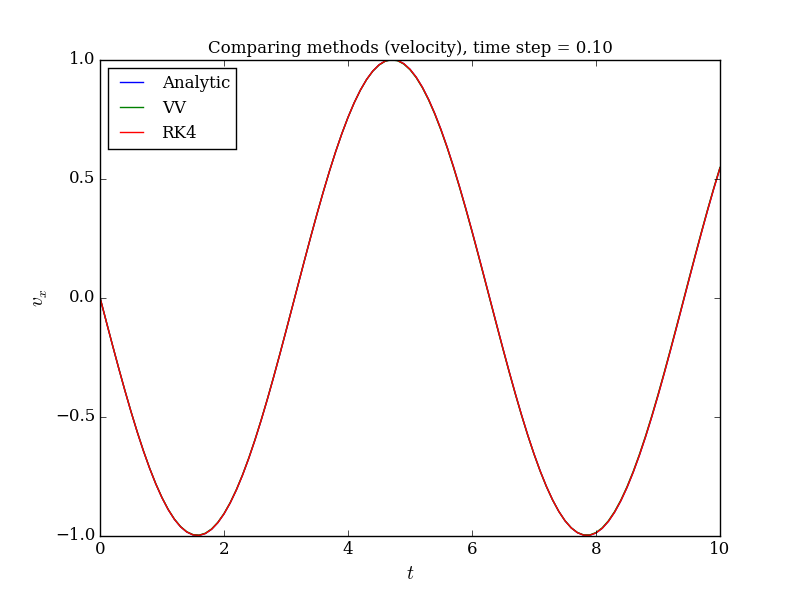 Comparing methods (velocity), time step = 0.10
1.0
Analytic
VV
RK4
0.5
0.0
v_x
−0.5
−1.0
0 2 4 6 8 10
t